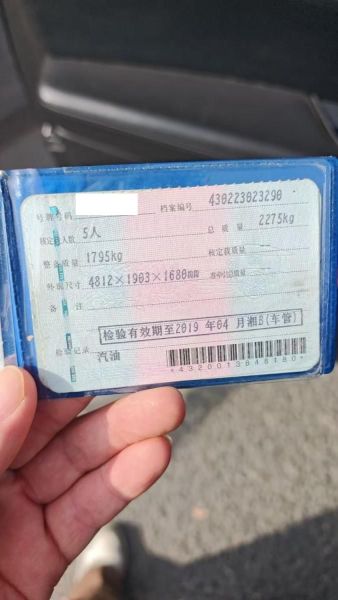 号牌号码 档案编号 430223023290
核定载人数 5人 总质量 2275kg
整备质量 1795kg 核定载质量
外廓尺寸 4812×1903×1680mm 准牵引总质量
备注
检验有效期至2019年04月湘B(车管)
检验记录 汽油
*4320013648180*